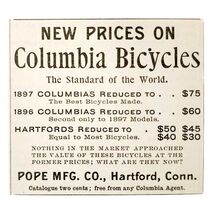 NEW PRICES ON
Columbia Bicycles
The Standard of the World.
1897 COLUMBIAS REDUCED TO . . $75
The Best Bicycles Made.
1896 COLUMBIAS REDUCED TO . . $60
Second only to 1897 Models.
HARTFORDS REDUCED TO . $50 $45
Equal to Most Bicycles. $40 $30
NOTHING IN THE MARKET APPROACHED
THE VALUE OF THESE BICYCLES AT THE
FORMER PRICES; WHAT ARE THEY NOW?
POPE MFG. CO., Hartford, Conn.
Catalogue two cents; free from any Columbia Agent.